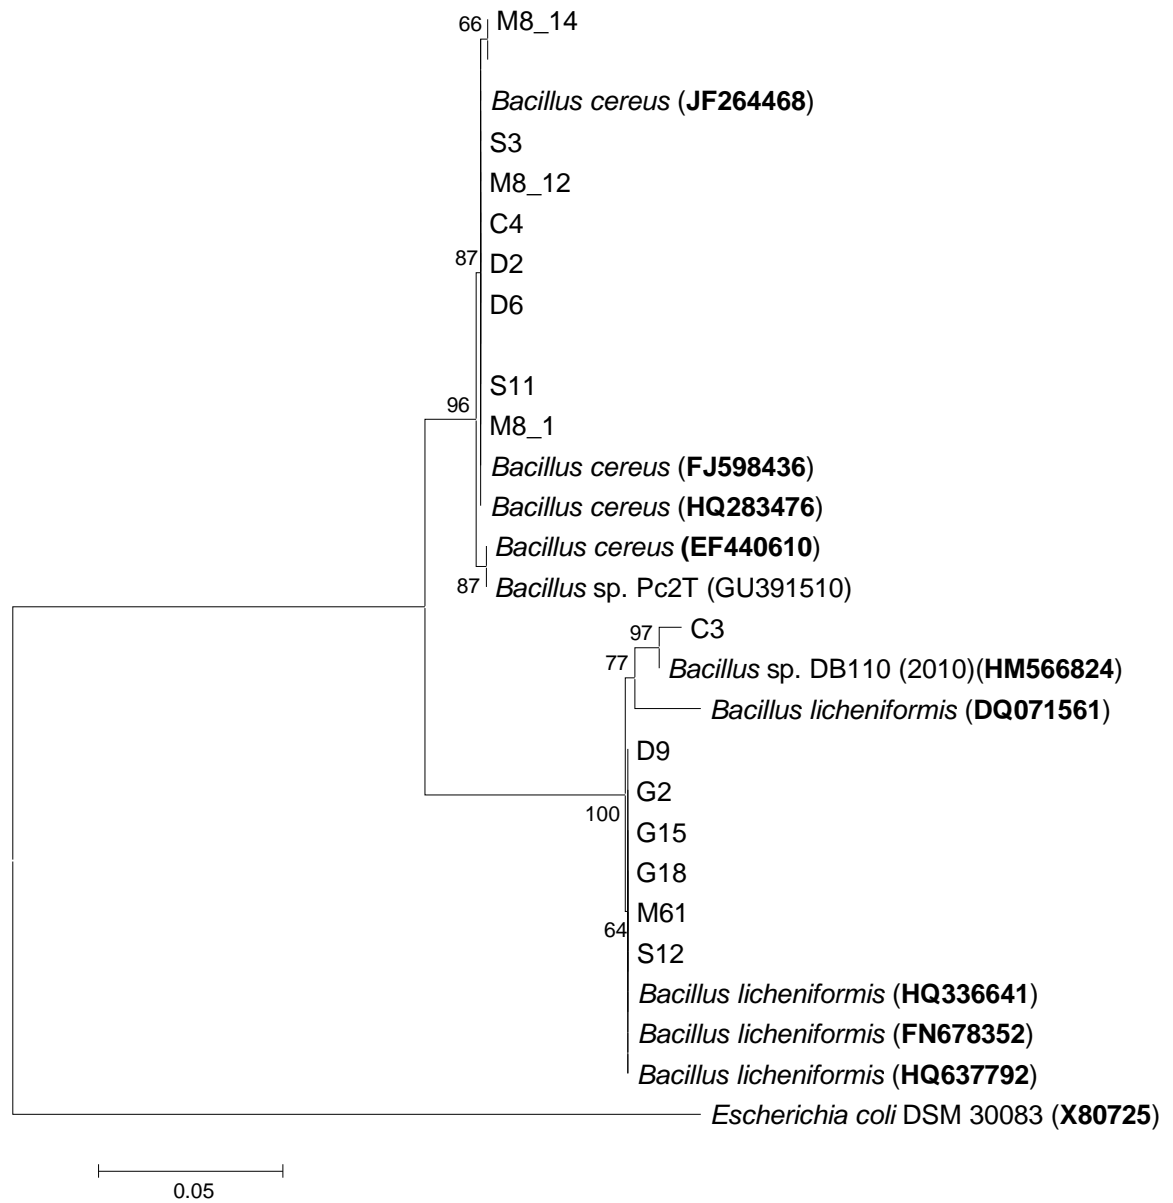 66 M8_14
Bacillus cereus (JF264468)
S3
M8_12
C4
87 D2
D6
S11
96
M8_1
Bacillus cereus (FJ598436)
Bacillus cereus (HQ283476)
Bacillus cereus (EF440610)
87 Bacillus sp. Pc2T (GU391510)
97 C3
77 Bacillus sp. DB110 (2010)(HM566824)
Bacillus licheniformis (DQ071561)
D9
G2
100
G15
G18
M61
64
S12
Bacillus licheniformis (HQ336641)
Bacillus licheniformis (FN678352)
Bacillus licheniformis (HQ637792)
Escherichia coli DSM 30083 (X80725)
0.05